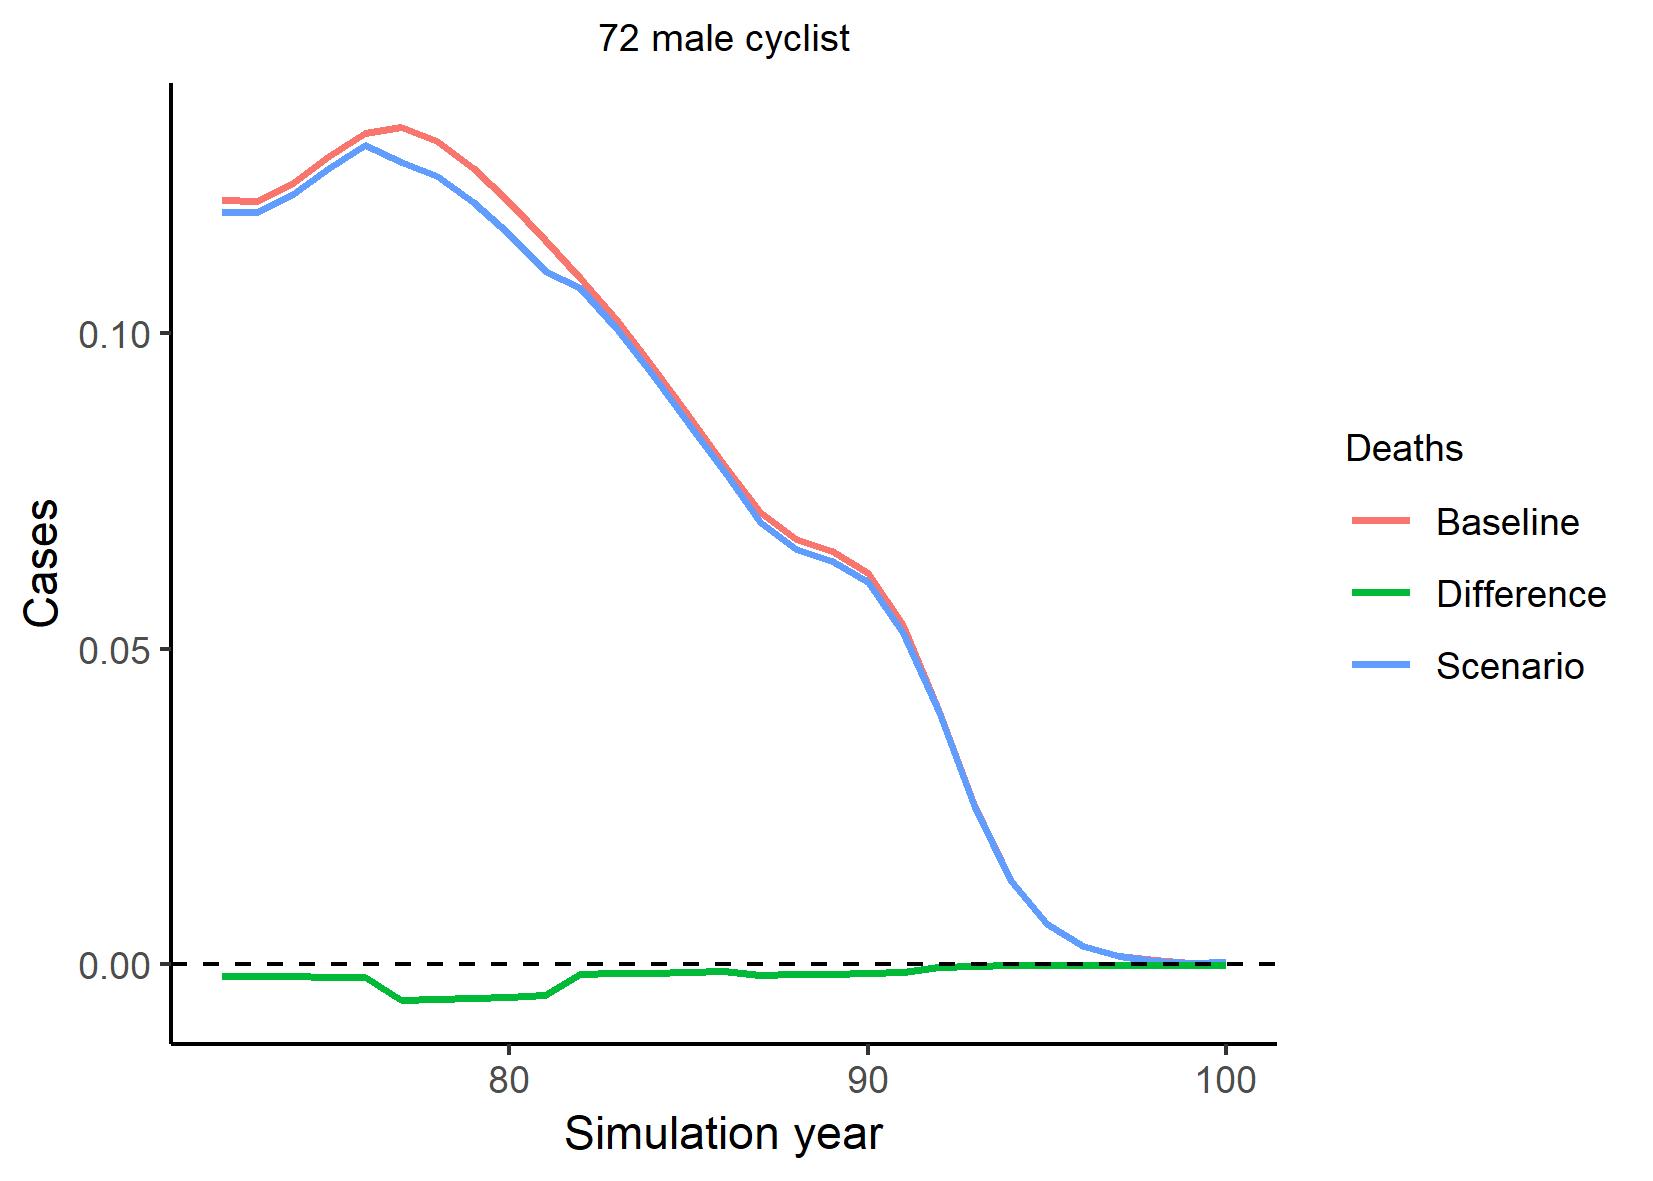 72 male cyclist
Cases
0.10
0.05
0.00
80 90 100
Simulation year
Deaths
Baseline
Difference
Scenario